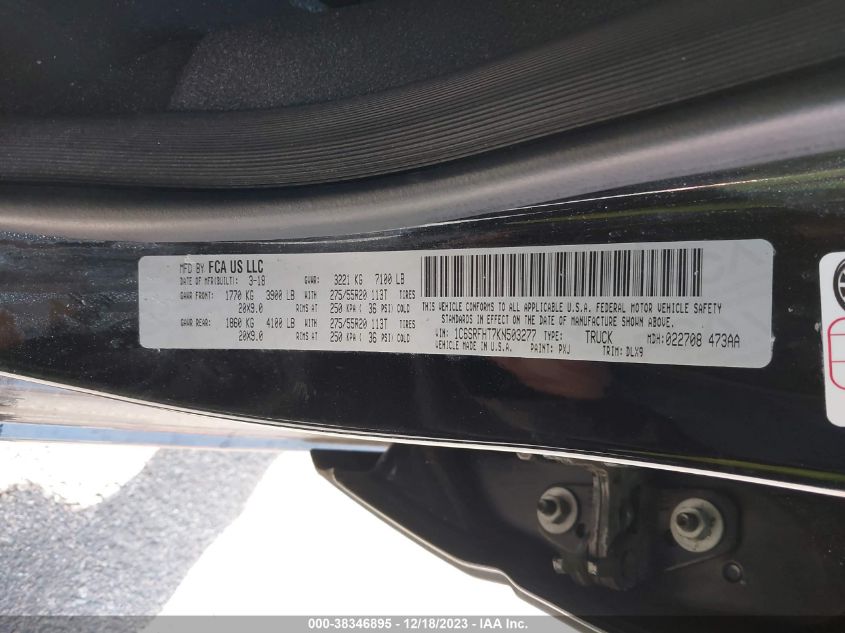 MFD BY FCA US LLC
DATE OF MFR(BUILT): 3-18 GVWR: 3221 KG 7100 LB
GAWR FRONT: 1770 KG 3900 LB WITH 275/55R20 113T TIRES
20X9.0 RIMS AT 250 KPA ( 36 PSI) COLD
GAWR REAR: 1860 KG 4100 LB WITH 275/55R20 113T TIRES
20X9.0 RIMS AT 250 KPA ( 36 PSI) COLD
THIS VEHICLE CONFORMS TO ALL APPLICABLE U.S.A. FEDERAL MOTOR VEHICLE SAFETY
STANDARDS IN EFFECT ON THE DATE OF MANUFACTURE SHOWN ABOVE.
VIN: 1C6SRFHT7KN503277 TYPE: TRUCK MDH: 022708 473AA
VEHICLE MADE IN U.S.A. PAINT: PXJ TRIM: DLX9
000-38346895 - 12/18/2023 - IAA Inc.